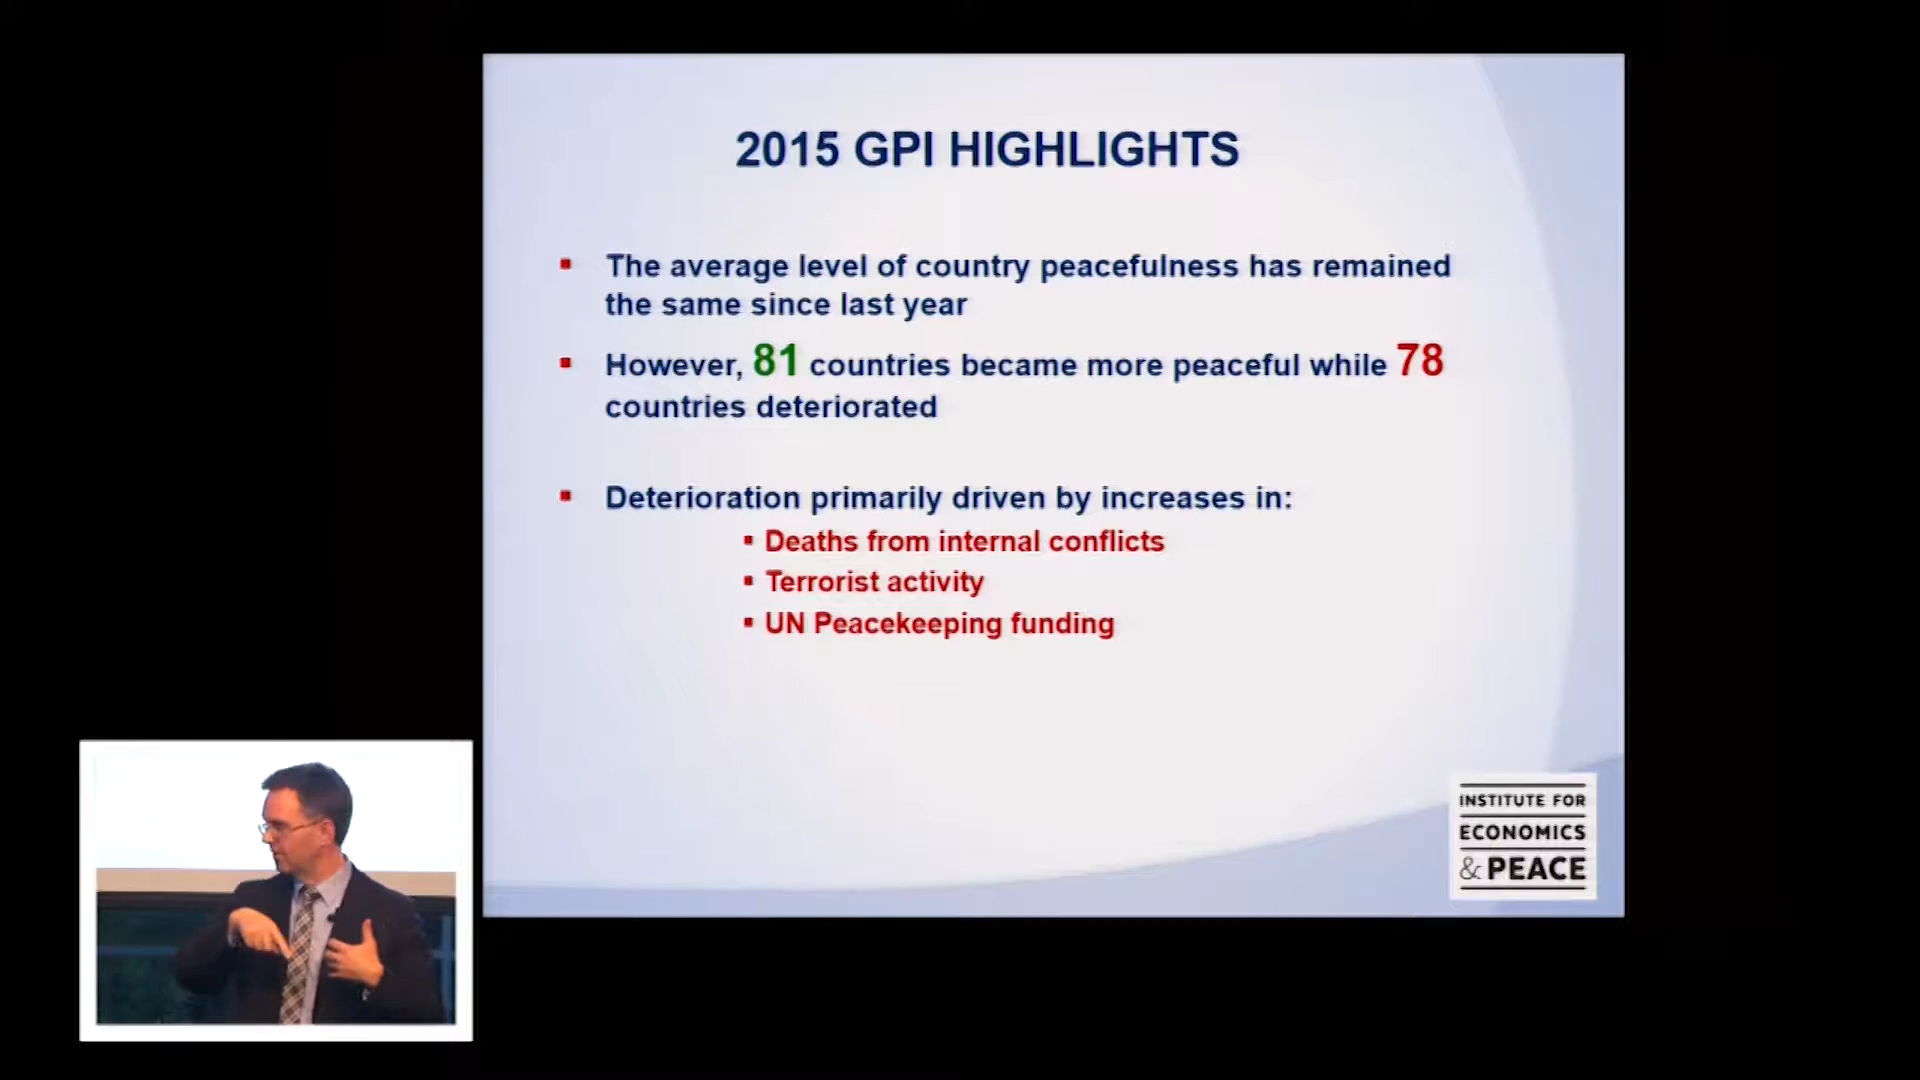 2015 GPI HIGHLIGHTS
▪ The average level of country peacefulness has remained
the same since last year
▪ However, 81 countries became more peaceful while 78
countries deteriorated
▪ Deterioration primarily driven by increases in:
▪ Deaths from internal conflicts
▪ Terrorist activity
▪ UN Peacekeeping funding
INSTITUTE FOR
ECONOMICS
& PEACE